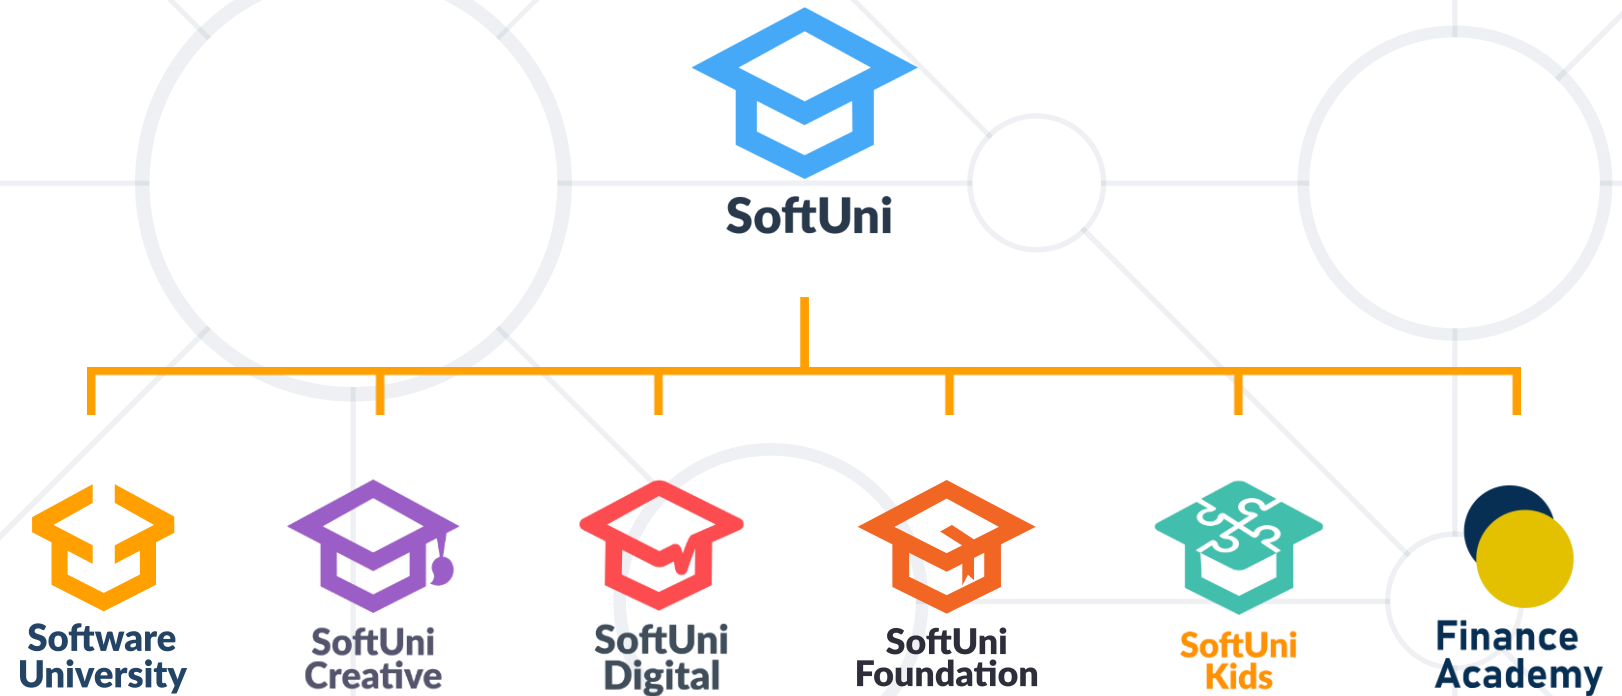 SoftUni
Software
University
SoftUni
Creative
SoftUni
Digital
SoftUni
Foundation
SoftUni
Kids
Finance
Academy